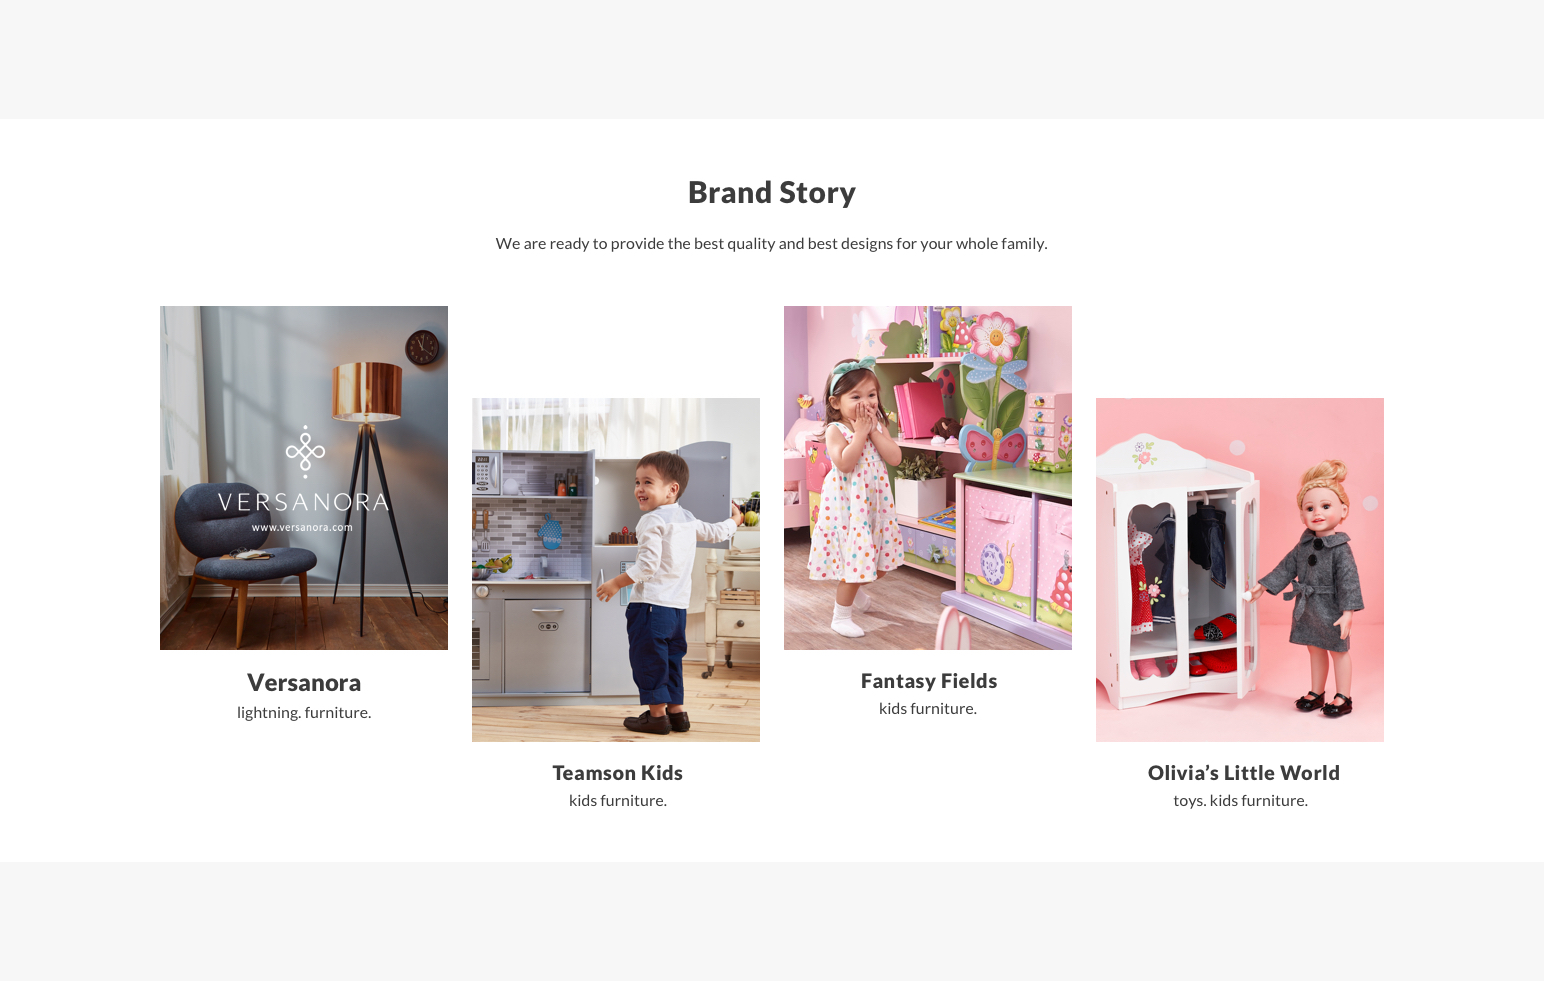 Brand Story
We are ready to provide the best quality and best designs for your whole family.
VERSANORA
www.versanora.com
Versanora
lightning. furniture.
Teamson Kids
kids furniture.
Fantasy Fields
kids furniture.
Olivia’s Little World
toys. kids furniture.